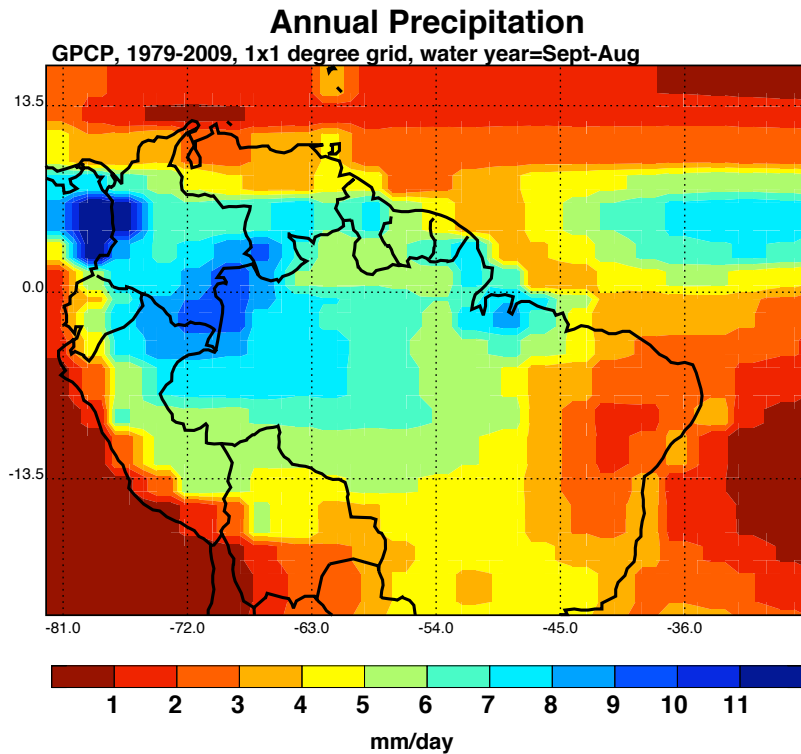 Annual Precipitation
GPCP, 1979-2009, 1x1 degree grid, water year=Sept-Aug
13.5
0.0
-13.5
-81.0 -72.0 -63.0 -54.0 -45.0 -36.0
1 2 3 4 5 6 7 8 9 10 11
mm/day